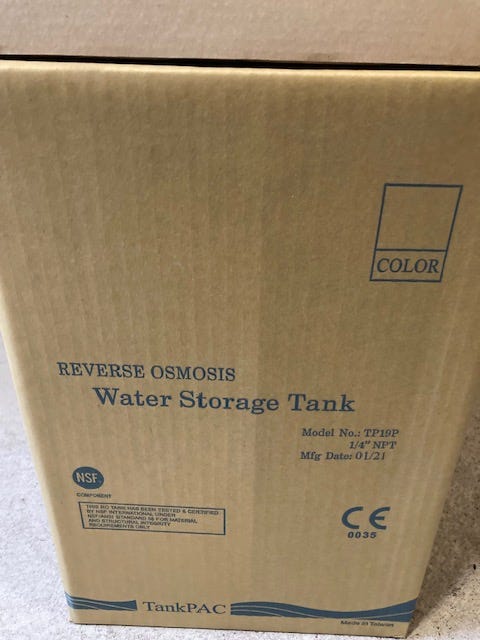 COLOR
REVERSE OSMOSIS
Water Storage Tank
Model No.: TP19P
1/4" NPT
Mfg Date: 01/21
NSF.
COMPONENT
THIS RO TANK HAS BEEN TESTED & CERTIFIED
BY NSF INTERNATIONAL UNDER
NSF/ANSI STANDARD 58 FOR MATERIAL
AND STRUCTURAL INTEGRITY
REQUIREMENTS ONLY
CE
0035
TankPAC
Made in Taiwan